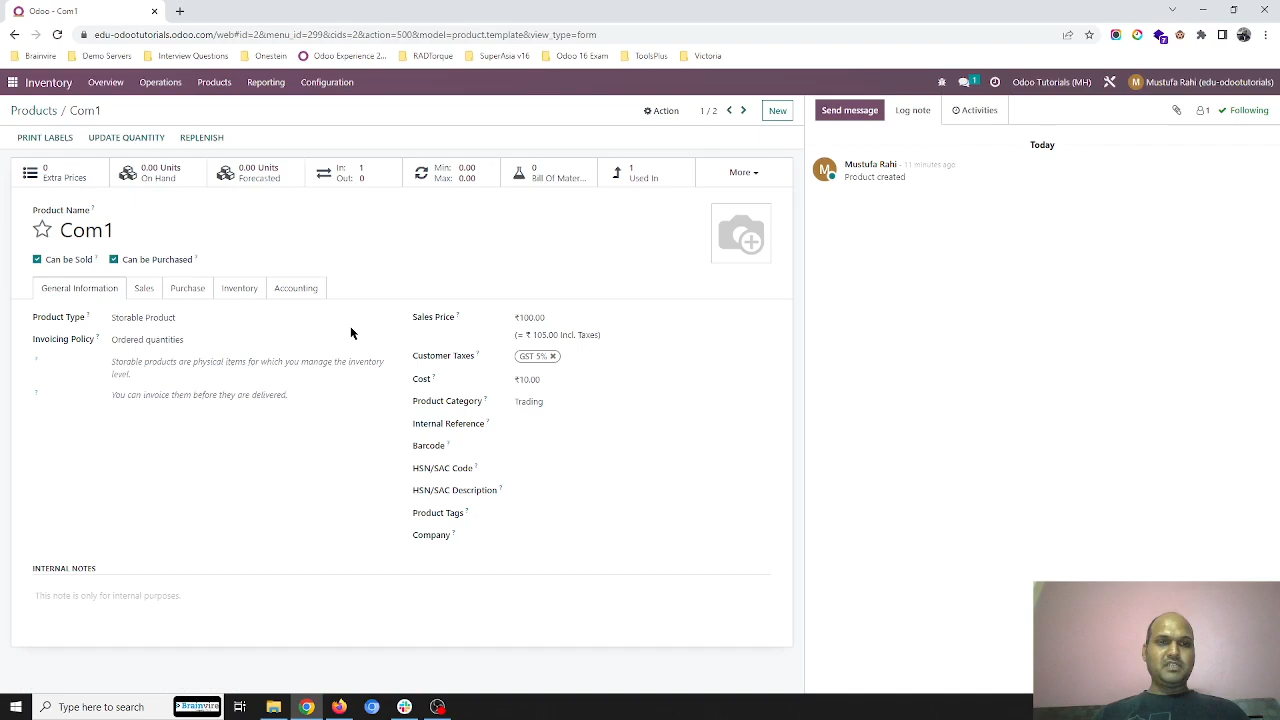 Odoo - Com1
edu-odootutorials.odoo.com/web#id=2&menu_id=299&cids=2&action=500&model=product.template&view_type=form
7
Brainvire Demo Servers Interview Questions Onestein Odoo Experience 2... RADforque SuperAsia v16 Odoo 16 Exam ToolsPlus Victoria
Inventory Overview Operations Products Reporting Configuration 1 Odoo Tutorials (MH) M Mustufa Rahi (edu-odootutorials)
Products / Com1 Action 1 / 2 New Send message Log note Activities 1 Following
PRINT LABELS UPDATE QUANTITY REPLENISH
Today
0 Extra Prices
0.00 Units On Hand
0.00 Units Forecasted
In: 1
Out: 0
Min: 0.00
Max: 0.00
0 Bill Of Mater...
1 Used In
More
M Mustufa Rahi - 11 minutes ago
Product created
Product Name ?
Com1
Can be Sold ? Can be Purchased ?
General Information Sales Purchase Inventory Accounting
Product Type ? Storable Product
Invoicing Policy ? Ordered quantities
? Storable products are physical items for which you manage the inventory
level.
? You can invoice them before they are delivered.
Sales Price ? ₹100.00
(= ₹ 105.00 Incl. Taxes)
Customer Taxes ? GST 5% ×
Cost ? ₹10.00
Product Category ? Trading
Internal Reference ?
Barcode ?
HSN/SAC Code ?
HSN/SAC Description ?
Product Tags ?
Company ?
INTERNAL NOTES
This note is only for internal purposes.
Type here to search
>Brainvire